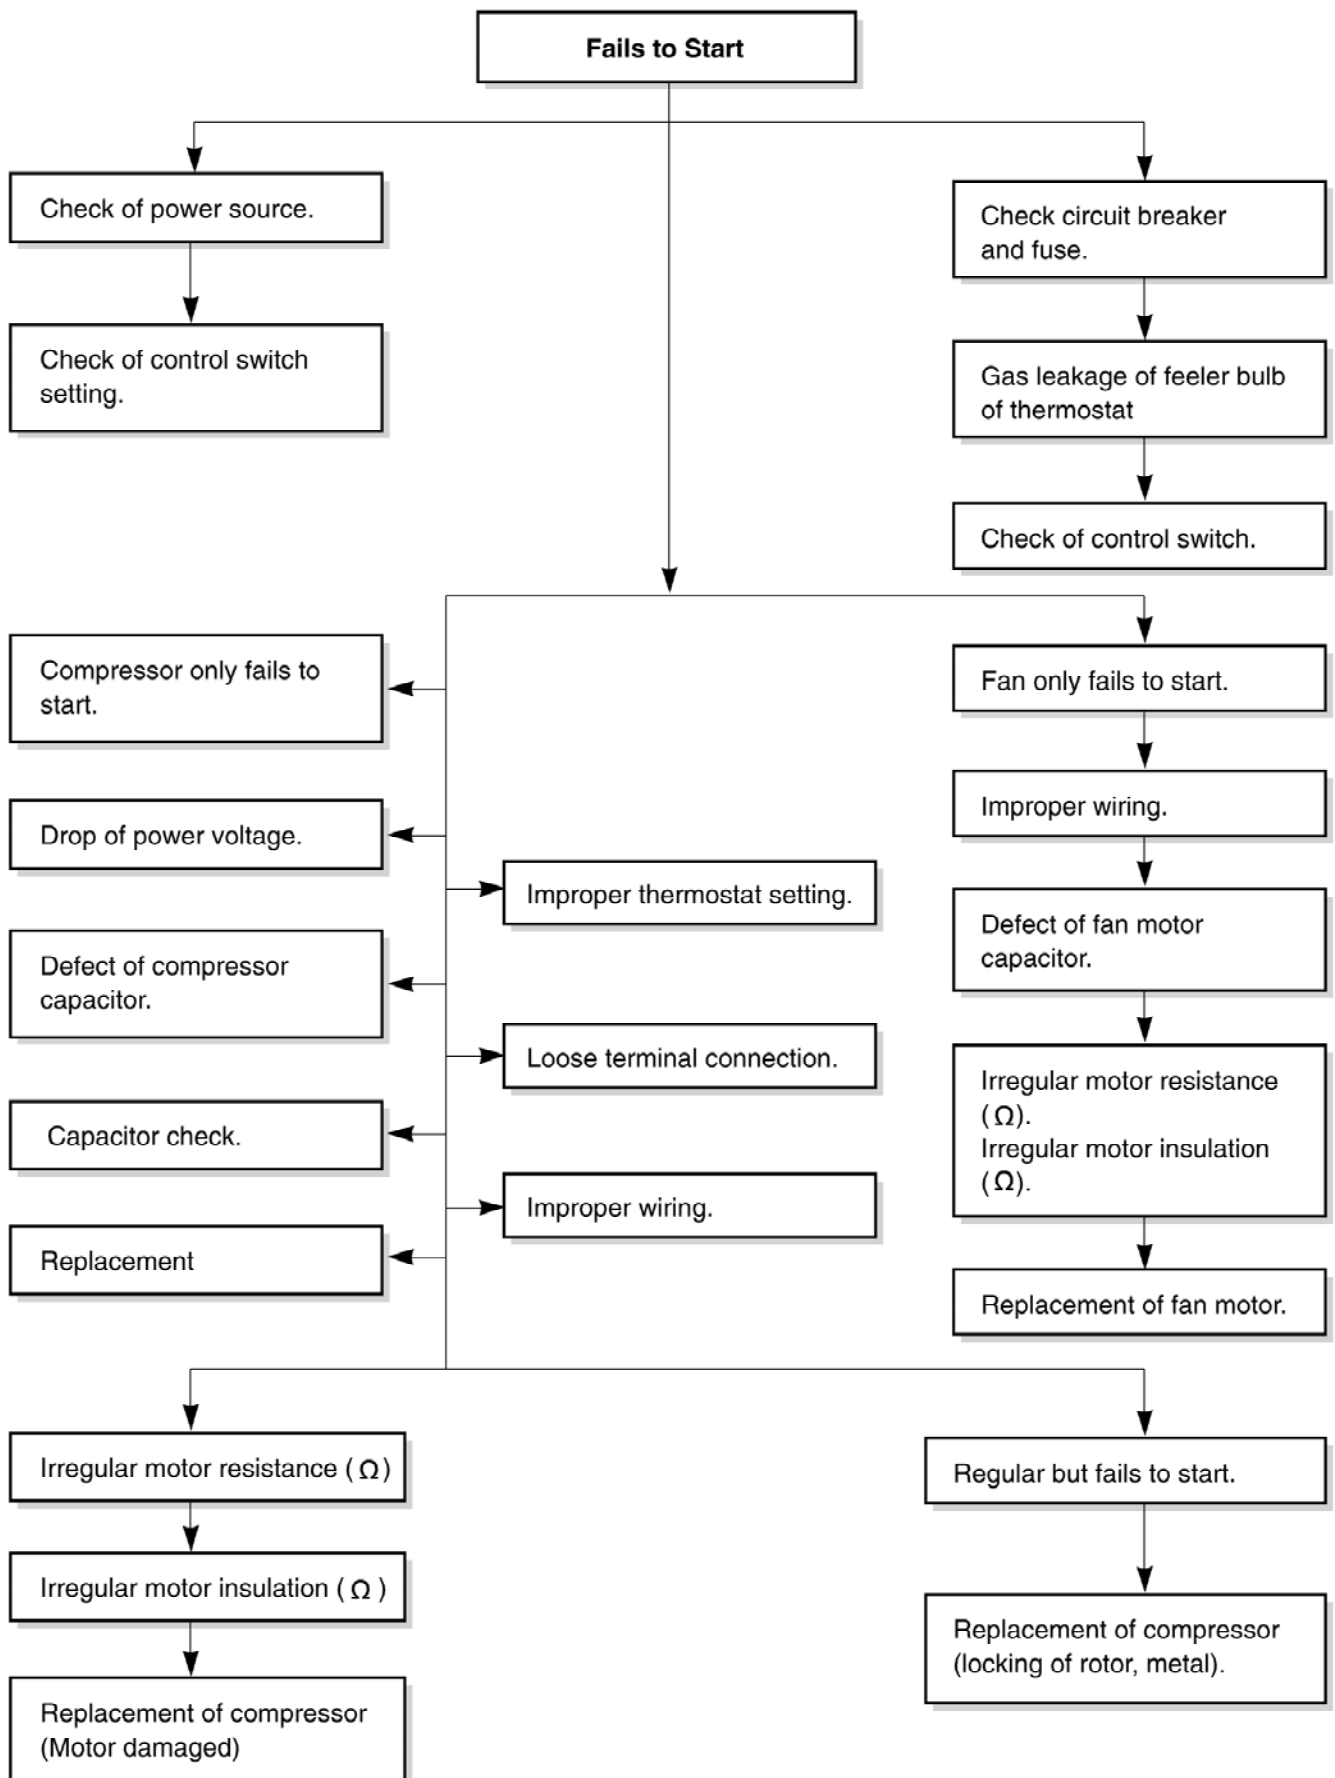 Fails to Start
Check of power source.
Check circuit breaker
and fuse.
Check of control switch
setting.
Gas leakage of feeler bulb
of thermostat
Check of control switch.
Compressor only fails to
start.
Fan only fails to start.
Drop of power voltage.
Improper wiring.
Improper thermostat setting.
Defect of fan motor
capacitor.
Defect of compressor
capacitor.
Loose terminal connection.
Irregular motor resistance
(Ω).
Irregular motor insulation
(Ω).
Capacitor check.
Improper wiring.
Replacement
Replacement of fan motor.
Irregular motor resistance (Ω)
Regular but fails to start.
Irregular motor insulation (Ω)
Replacement of compressor
(locking of rotor, metal).
Replacement of compressor
(Motor damaged)